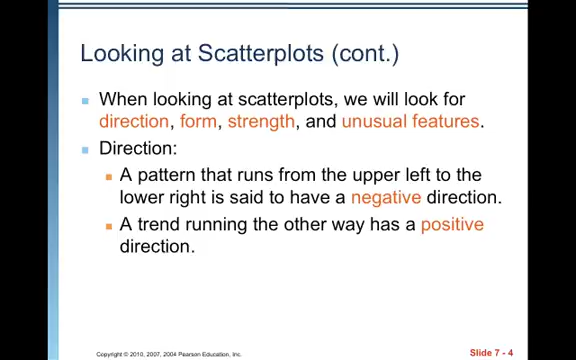 Looking at Scatterplots (cont.)
When looking at scatterplots, we will look for
direction, form, strength, and unusual features.
Direction:
A pattern that runs from the upper left to the
lower right is said to have a negative direction.
A trend running the other way has a positive
direction.
Copyright © 2010, 2007, 2004 Pearson Education, Inc.
Slide 7 - 4